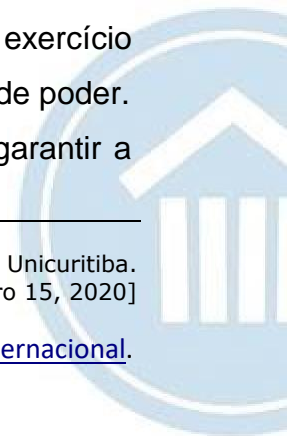 exercício
de poder.
garantir a
Unicuritiba.
ro 15, 2020]
ernacional.